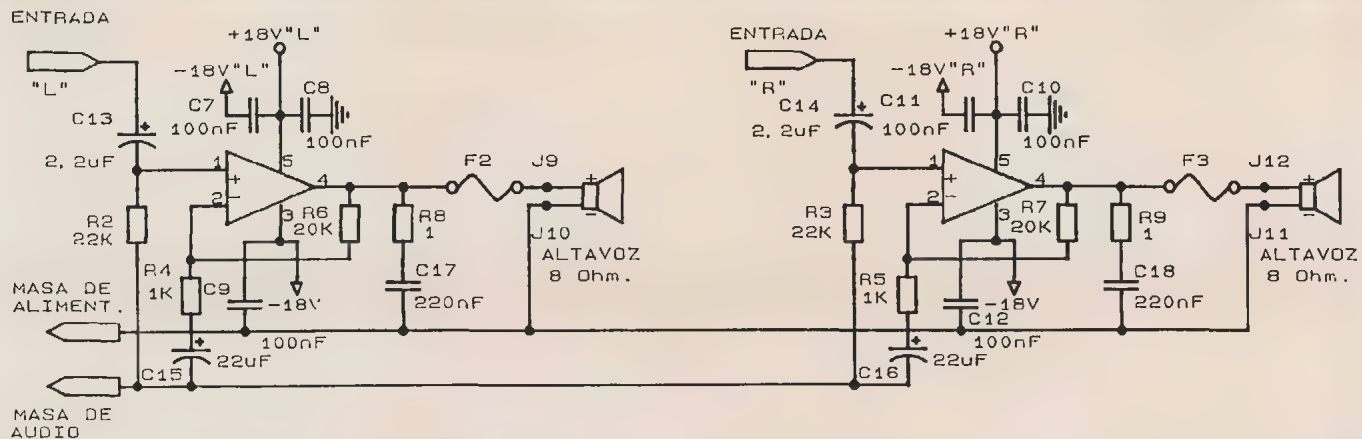 ENTRADA
"L"
+18V"L"
-18V"L"
C7
100nF
C8
100nF
C13
+
2,2uF
1
2
+
-
5
4
3
R2
22K
R4
1K
C9
-18V
100nF
R6
20K
R8
1
C17
220nF
F2
J9
J10
+
-
ALTAVOZ
8 Ohm.
MASA DE
ALIMENT.
+
22uF
C15
MASA DE
AUDIO
ENTRADA
"R"
+18V"R"
-18V"R"
C14
+
2,2uF
C11
100nF
C10
100nF
1
2
+
-
5
4
3
R3
22K
R5
1K
-18V
C12
100nF
R7
20K
R9
1
C18
220nF
F3
J12
J11
+
-
ALTAVOZ
8 Ohm.
+
22uF
C16